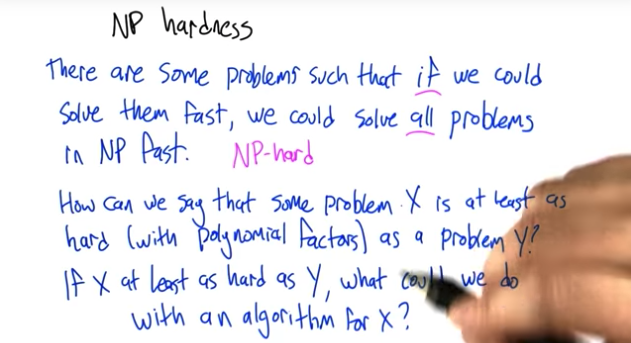 NP hardness
There are some problems such that if we could
solve them fast, we could solve all problems
in NP fast. NP-hard
How can we say that some problem X is at least as
hard (with polynomial factors) as a problem Y?
If X at least as hard as Y, what could we do
with an algorithm for X?